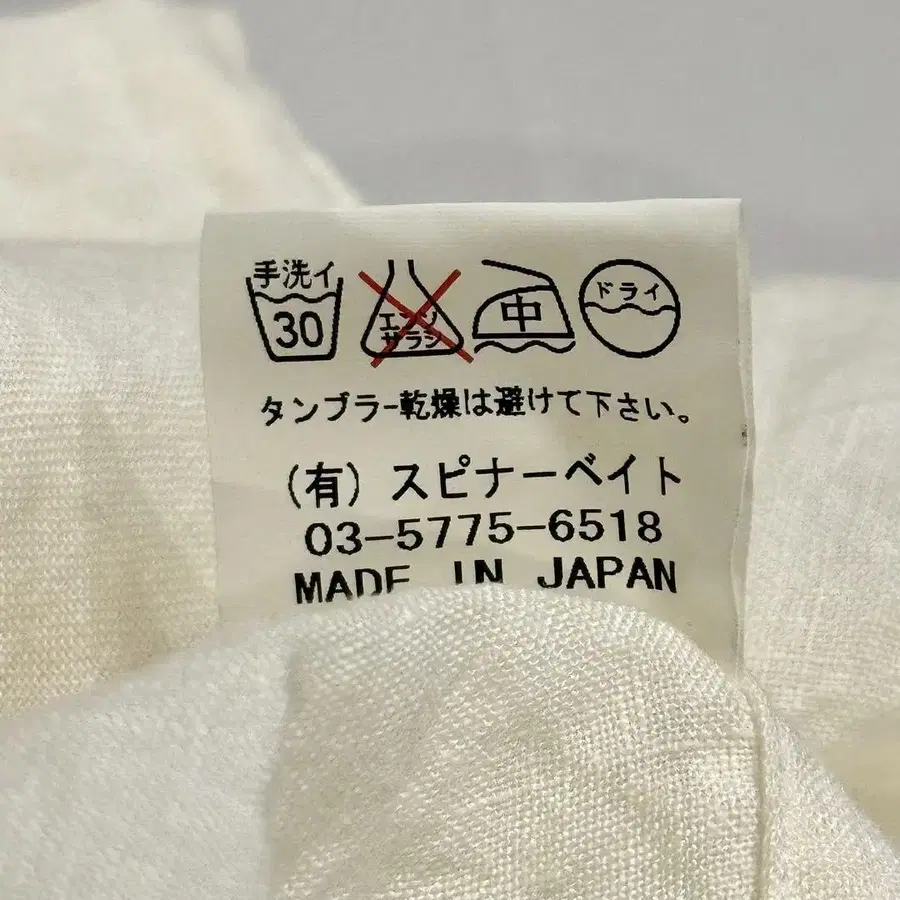 手洗イ
30
エンソ
サラシ
中
ドライ
タンブラー乾燥は避けて下さい。
(有)スピナーベイト
03-5775-6518
MADE IN JAPAN